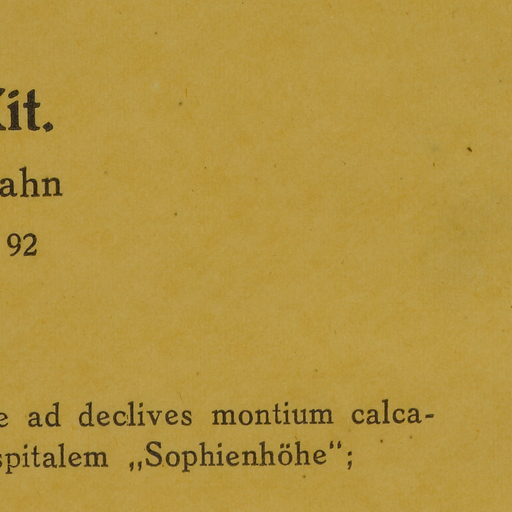 Kit.
ahn
92
e ad declives montium calca-
spitalem „Sophienhöhe“;